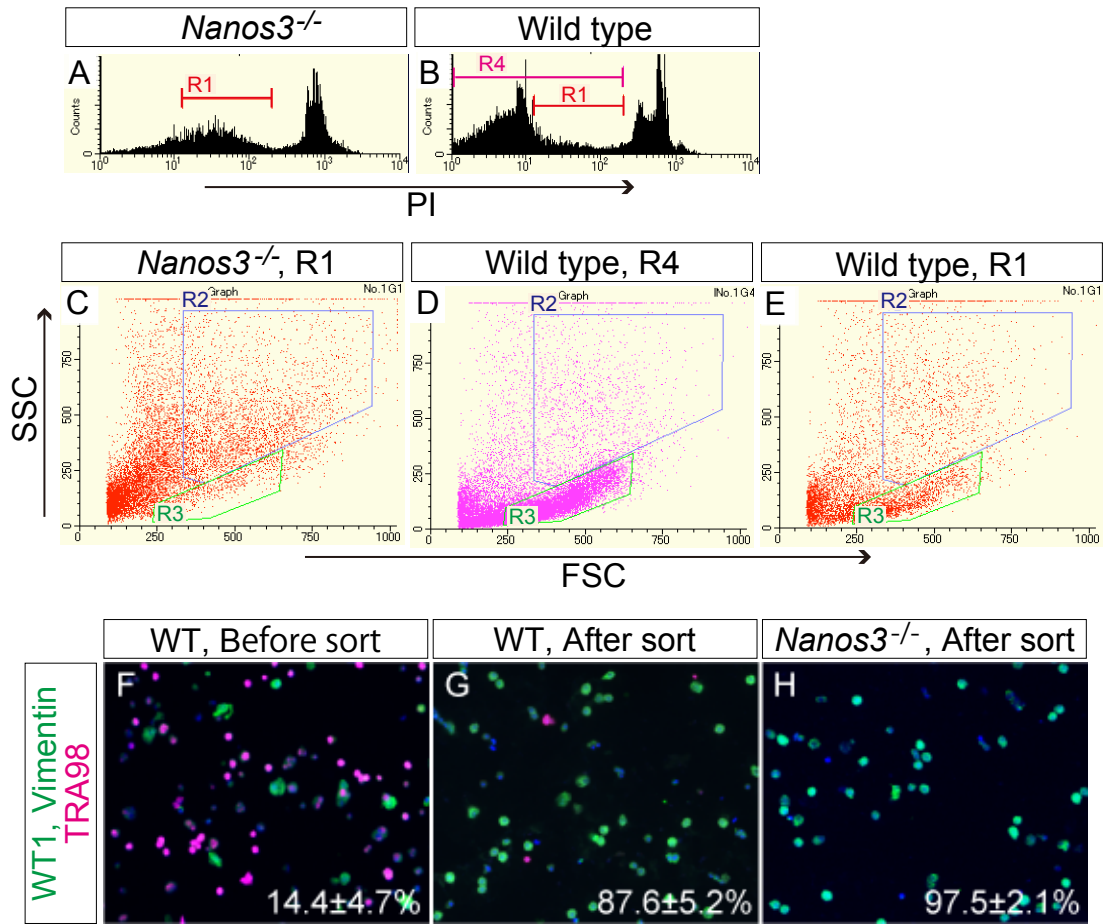 Nanos3-/-
Wild type
A
R1
Counts
0
10^0 10^1 10^2 10^3 10^4
B
R4
R1
Counts
0
10^0 10^1 10^2 10^3 10^4
PI
Nanos3-/-, R1
Wild type, R4
Wild type, R1
C
R2
Graph
No.1 G1
R3
750
500
250
0
0 250 500 750 1000
D
R2
Graph
No.1 G4
R3
750
500
250
0
0 250 500 750 1000
E
R2
Graph
No.1 G1
R3
750
500
250
0
0 250 500 750 1000
SSC
FSC
WT, Before sort
WT, After sort
Nanos3-/-, After sort
WT1, Vimentin
TRA98
F
14.4±4.7%
G
87.6±5.2%
H
97.5±2.1%